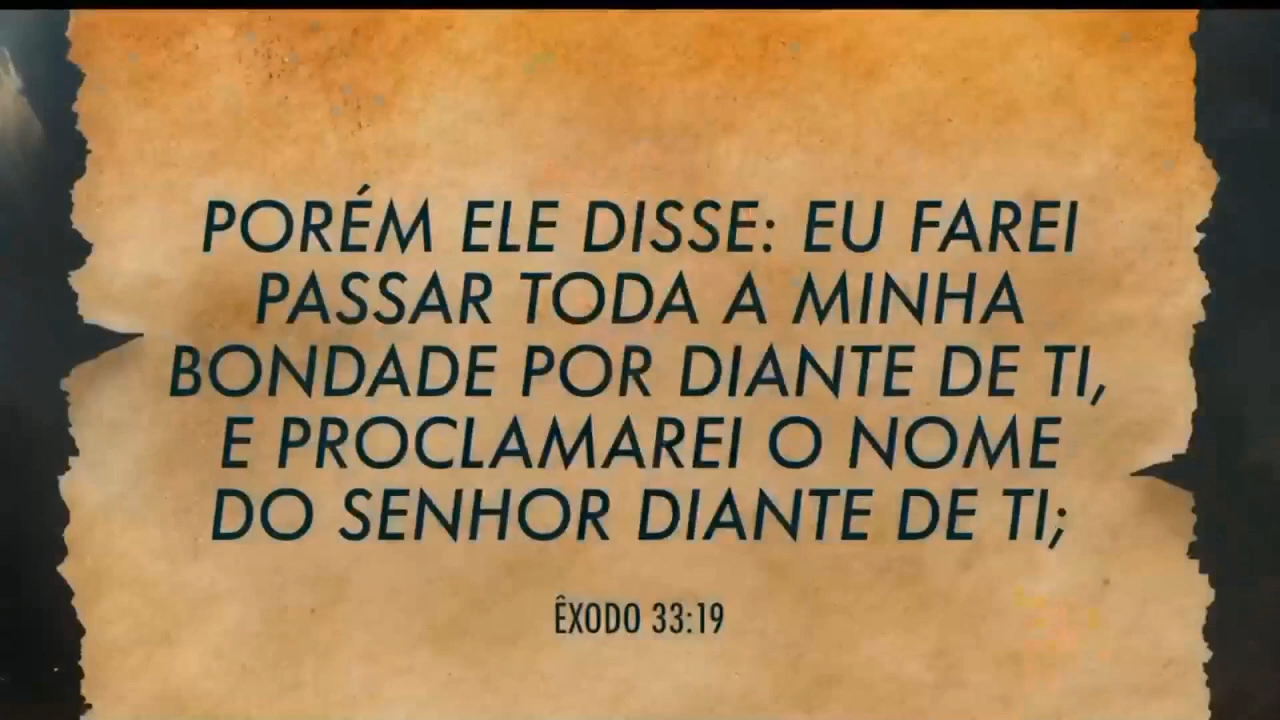 PORÉM ELE DISSE: EU FAREI
PASSAR TODA A MINHA
BONDADE POR DIANTE DE TI,
E PROCLAMAREI O NOME
DO SENHOR DIANTE DE TI;
ÊXODO 33:19